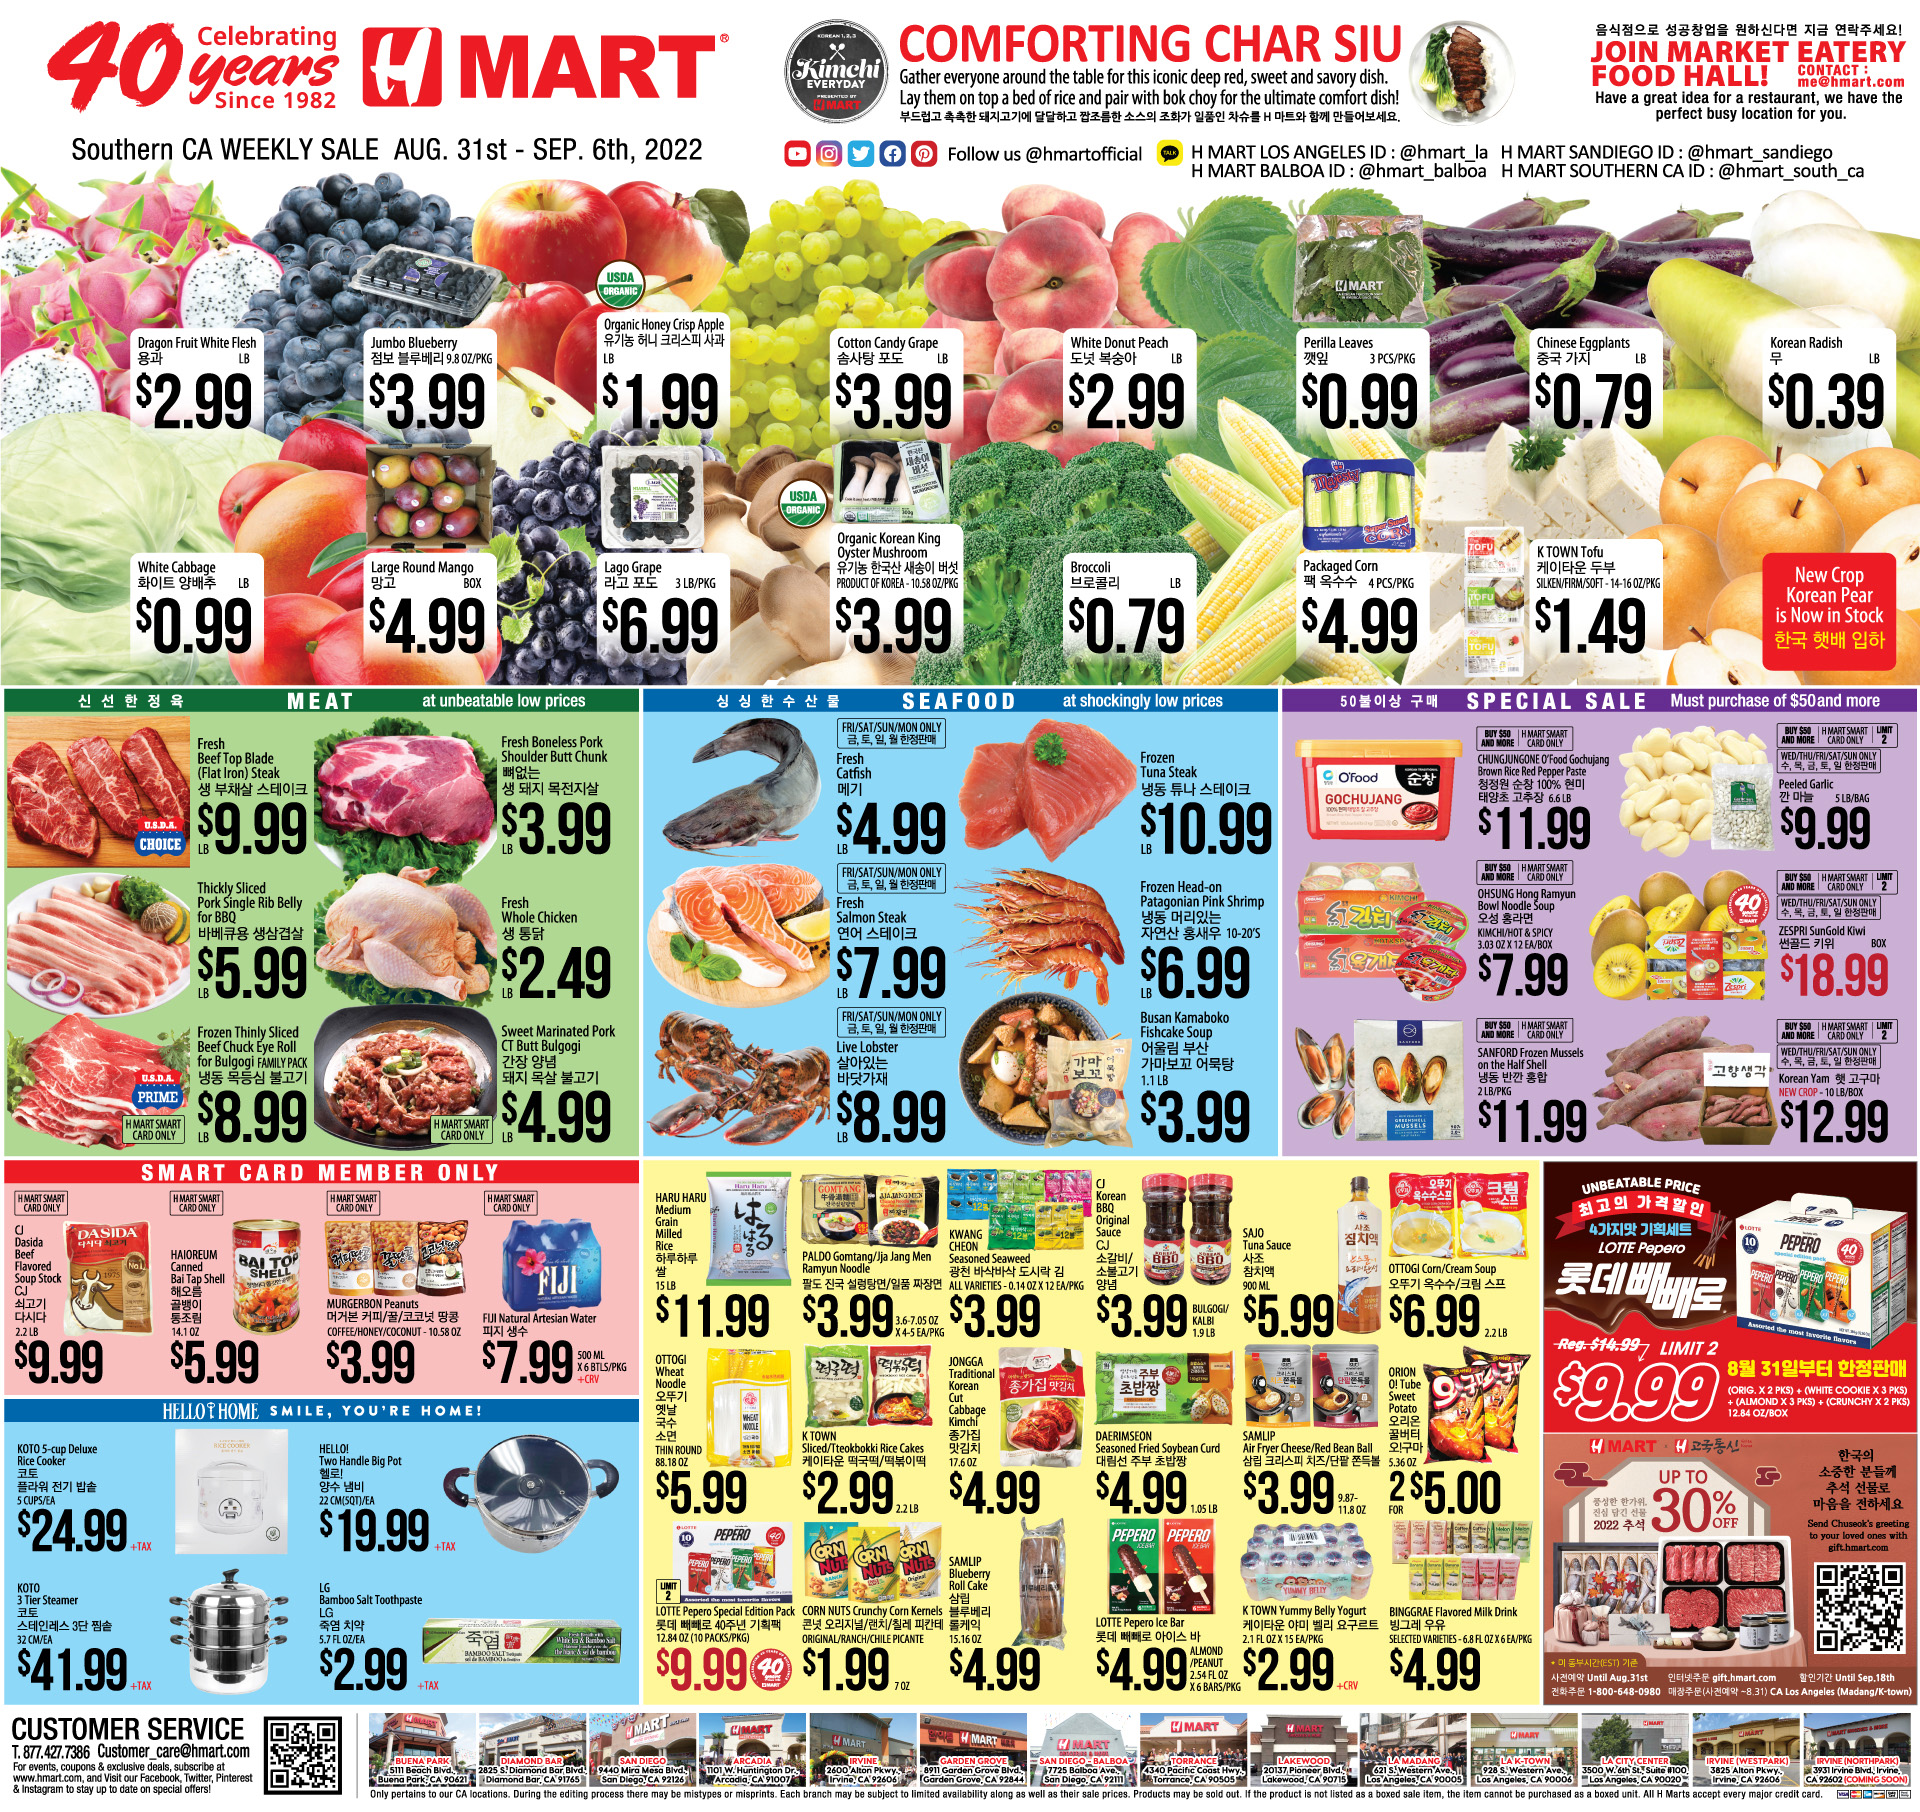 40 years
Celebrating
Since 1982
H MART®
Southern CA WEEKLY SALE AUG. 31st - SEP. 6th, 2022
KOREAN 1, 2, 3
Kimchi
EVERYDAY
PRESENTED BY
H MART
COMFORTING CHAR SIU
Gather everyone around the table for this iconic deep red, sweet and savory dish.
Lay them on top a bed of rice and pair with bok choy for the ultimate comfort dish!
부드럽고 촉촉한 돼지고기에 달달하고 짭조름한 소스의 조화가 일품인 차슈를 H 마트와 함께 만들어보세요.
음식점으로 성공창업을 원하신다면 지금 연락주세요!
JOIN MARKET EATERY
FOOD HALL! CONTACT : me@hmart.com
Have a great idea for a restaurant, we have the
perfect busy location for you.
Follow us @hmartofficial
TALK
H MART LOS ANGELES ID : @hmart_la H MART SANDIEGO ID : @hmart_sandiego
H MART BALBOA ID : @hmart_balboa H MART SOUTHERN CA ID : @hmart_south_ca
Dragon Fruit White Flesh
용과 LB
$2.99
Jumbo Blueberry
점보 블루베리 9.8 OZ/PKG
$3.99
USDA ORGANIC
Organic Honey Crisp Apple
유기농 허니 크리스피 사과
LB
$1.99
Cotton Candy Grape
솜사탕 포도 LB
$3.99
White Donut Peach
도넛 복숭아 LB
$2.99
H MART
Perilla Leaves
깻잎 3 PCS/PKG
$0.99
Chinese Eggplants
중국 가지 LB
$0.79
Korean Radish
무 LB
$0.39
White Cabbage
화이트 양배추 LB
$0.99
Large Round Mango
망고 BOX
$4.99
Lago Grape
라고 포도 3 LB/PKG
$6.99
USDA ORGANIC
Organic Korean King
Oyster Mushroom
유기농 한국산 새송이 버섯
PRODUCT OF KOREA - 10.58 OZ/PKG
$3.99
Broccoli
브로콜리 LB
$0.79
Packaged Corn
팩 옥수수 4 PCS/PKG
$4.99
K TOWN Tofu
케이타운 두부
SILKEN/FIRM/SOFT - 14-16 OZ/PKG
$1.49
New Crop
Korean Pear
is Now in Stock
한국 햇배 입하
신선한정육 MEAT at unbeatable low prices
Fresh
Beef Top Blade
(Flat Iron) Steak
생 부채살 스테이크
$9.99
LB
U.S.D.A.
CHOICE
Fresh Boneless Pork
Shoulder Butt Chunk
뼈없는
생 돼지 목전지살
$3.99
LB
Thickly Sliced
Pork Single Rib Belly
for BBQ
바베큐용 생삼겹살
$5.99
LB
Fresh
Whole Chicken
생 통닭
$2.49
LB
Frozen Thinly Sliced
Beef Chuck Eye Roll
for Bulgogi FAMILY PACK
냉동 목등심 불고기
$8.99
LB
U.S.D.A.
PRIME
H MART SMART
CARD ONLY
Sweet Marinated Pork
CT Butt Bulgogi
간장 양념
돼지 목살 불고기
$4.99
LB
H MART SMART
CARD ONLY
싱싱한수산물 SEAFOOD at shockingly low prices
FRI/SAT/SUN/MON ONLY
금, 토, 일, 월 한정판매
Fresh
Catfish
메기
$4.99
LB
Frozen
Tuna Steak
냉동 튜나 스테이크
$10.99
LB
FRI/SAT/SUN/MON ONLY
금, 토, 일, 월 한정판매
Fresh
Salmon Steak
연어 스테이크
$7.99
LB
Frozen Head-on
Patagonian Pink Shrimp
냉동 머리있는
자연산 홍새우 10-20'S
$6.99
LB
FRI/SAT/SUN/MON ONLY
금, 토, 일, 월 한정판매
Live Lobster
살아있는
바닷가재
$8.99
LB
Busan Kamaboko
Fishcake Soup
어울림 부산
가마보꼬 어묵탕
1.1 LB
$3.99
50불이상 구매 SPECIAL SALE Must purchase of $50and more
BUY $50 AND MORE H MART SMART CARD ONLY
CHUNGJUNGONE O'Food Gochujang
Brown Rice Red Pepper Paste
청정원 순창 100% 현미
태양초 고추장 6.6 LB
$11.99
O'food
순창
GOCHUJANG
BUY $50 AND MORE H MART SMART CARD ONLY LIMIT 2
WED/THU/FRI/SAT/SUN ONLY
수, 목, 금, 토, 일 한정판매
Peeled Garlic
깐 마늘 5 LB/BAG
$9.99
BUY $50 AND MORE H MART SMART CARD ONLY
OHSUNG Hong Ramyun
Bowl Noodle Soup
오성 홍라면
KIMCHI/HOT & SPICY
3.03 OZ X 12 EA/BOX
$7.99
BUY $50 AND MORE H MART SMART CARD ONLY LIMIT 2
WED/THU/FRI/SAT/SUN ONLY
수, 목, 금, 토, 일 한정판매
ZESPRI SunGold Kiwi
썬골드 키위 BOX
$18.99
BUY $50 AND MORE H MART SMART CARD ONLY
SANFORD Frozen Mussels
on the Half Shell
냉동 반깐 홍합
2 LB/PKG
$11.99
BUY $50 AND MORE H MART SMART CARD ONLY LIMIT 2
WED/THU/FRI/SAT/SUN ONLY
수, 목, 금, 토, 일 한정판매
Korean Yam 햇 고구마
NEW CROP - 10 LB/BOX
$12.99
고향생각
SMART CARD MEMBER ONLY
H MART SMART
CARD ONLY
CJ
Dasida
Beef
Flavored
Soup Stock
CJ
쇠고기
다시다
2.2 LB
$9.99
DASIDA
H MART SMART
CARD ONLY
HAIOREUM
Canned
Bai Tap Shell
해오름
골뱅이
통조림
14.1 OZ
$5.99
BAI TOP
SHELL
H MART SMART
CARD ONLY
MURGERBON Peanuts
머거본 커피/꿀/코코넛 땅콩
COFFEE/HONEY/COCONUT - 10.58 OZ
$3.99
H MART SMART
CARD ONLY
FIJI
FIJI Natural Artesian Water
피지 생수
$7.99 500 ML
X 6 BTLS/PKG
+CRV
HELLO HOME SMILE, YOU'RE HOME!
KOTO 5-cup Deluxe
Rice Cooker
코토
플라워 전기 밥솥
5 CUPS/EA
$24.99 +TAX
HELLO!
Two Handle Big Pot
헬로!
양수 냄비
22 CM(5QT)/EA
$19.99 +TAX
KOTO
3 Tier Steamer
코토
스테인레스 3단 찜솥
32 CM/EA
$41.99 +TAX
LG
Bamboo Salt Toothpaste
LG
죽염 치약
5.7 FL OZ/EA
$2.99 +TAX
죽염
HARU HARU
Medium
Grain
Milled
Rice
하루하루
쌀
15 LB
$11.99
PALDO Gomtang/Jja Jang Men
Ramyun Noodle
팔도 진국 설렁탕면/일품 짜장면
$3.99 3.6-7.05 OZ
X 4-5 EA/PKG
KWANG
CHEON
Seasoned Seaweed
광천 바삭바삭 도시락 김
ALL VARIETIES - 0.14 OZ X 12 EA/PKG
$3.99
CJ
Korean
BBQ
Original
Sauce
CJ
소갈비/
소불고기
양념
$3.99 BULGOGI/
KALBI
1.9 LB
SAJO
Tuna Sauce
사조
참치액
900 ML
$5.99
OTTOGI Corn/Cream Soup
오뚜기 옥수수/크림 스프
$6.99 2.2 LB
OTTOGI
Wheat
Noodle
오뚜기
옛날
국수
소면
THIN ROUND
88.18 OZ
$5.99
K TOWN
Sliced/Tteokbokki Rice Cakes
케이타운 떡국떡/떡볶이떡
$2.99 2.2 LB
JONGGA
Traditional
Korean
Cut
Cabbage
Kimchi
종가집
맛김치
17.6 OZ
$4.99
DAERIMSEON
Seasoned Fried Soybean Curd
대림선 주부 초밥짱
$4.99 1.05 LB
SAMLIP
Air Fryer Cheese/Red Bean Ball
삼립 크리스피 치즈/단팥 쫀득볼
$3.99 9.87-
11.8 OZ
ORION
O! Tube
Sweet
Potato
오리온
꿀버터
오!구마
5.36 OZ
2 FOR $5.00
LIMIT 2
LOTTE Pepero Special Edition Pack
롯데 빼빼로 40주년 기획팩
12.84 OZ (10 PACKS/PKG)
$9.99
CORN NUTS Crunchy Corn Kernels
콘넛 오리지널/랜치/칠레 피칸테
ORIGINAL/RANCH/CHILE PICANTE
$1.99 7 OZ
SAMLIP
Blueberry
Roll Cake
삼립
블루베리
롤케익
15.16 OZ
$4.99
LOTTE Pepero Ice Bar
롯데 빼빼로 아이스 바
$4.99 ALMOND
/PEANUT
2.54 FL OZ
X 6 BARS/PKG
K TOWN Yummy Belly Yogurt
케이타운 야미 벨리 요구르트
2.1 FL OZ X 15 EA/PKG
$2.99 +CRV
BINGGRAE Flavored Milk Drink
빙그레 우유
SELECTED VARIETIES - 6.8 FL OZ X 6 EA/PKG
$4.99
UNBEATABLE PRICE
최고의 가격할인
4가지맛 기획세트
LOTTE Pepero
롯데빼빼로
PEPERO
Assorted the most favorite flavors
Reg. $14.99 LIMIT 2
$9.99
8월 31일부터 한정판매
(ORIG. X 2 PKS) + (WHITE COOKIE X 3 PKS)
+ (ALMOND X 3 PKS) + (CRUNCHY X 2 PKS)
12.84 OZ/BOX
H MART 고국통신
UP TO
30% OFF
풍성한 한가위,
진심 담긴 선물
2022 추석
한국의
소중한 분들께
추석 선물로
마음을 전하세요
Send Chuseok's greeting
to your loved ones with
gift.hmart.com
* 미 동부시간(EST) 기준
사전예약 Until Aug,31st 인터넷주문 gift.hmart.com 할인기간 Until Sep,18th
전화주문 1-800-648-0980 매장주문(사전예약 ~8.31) CA Los Angeles (Madang/K-town)
CUSTOMER SERVICE
T. 877.427.7386 Customer_care@hmart.com
For events, coupons & exclusive deals, subscribe at
www.hmart.com, and Visit our Facebook, Twitter, Pinterest
& Instagram to stay up to date on special offers!
BUENA PARK
5111 Beach Blvd.,
Buena Park, CA 90621
DIAMOND BAR
2825 S. Diamond Bar Blvd.,
Diamond Bar, CA 91765
SAN DIEGO
9440 Mira Mesa Blvd.,
San Diego, CA 92126
ARCADIA
1101 W. Huntington Dr.,
Arcadia, CA 91007
IRVINE
2600 Alton Pkwy.,
Irvine, CA 92606
GARDEN GROVE
8911 Garden Grove Blvd.,
Garden Grove, CA 92844
SAN DIEGO - BALBOA
7725 Balboa Ave.,
San Diego, CA 92111
TORRANCE
4340 Pacific Coast Hwy.,
Torrance, CA 90505
LAKEWOOD
20137 Pioneer Blvd.,
Lakewood, CA 90715
LA MADANG
621 S. Western Ave.,
Los Angeles, CA 90005
LA K-TOWN
928 S. Western Ave.,
Los Angeles, CA 90006
LA CITY CENTER
3500 W. 6th St., Suite #100,
Los Angeles, CA 90020
IRVINE (WESTPARK)
3825 Alton Pkwy.,
Irvine, CA 92606
IRVINE (NORTHPARK)
3931 Irvine Blvd., Irvine,
CA 92602 (COMING SOON)
Only pertains to our CA locations. During the editing process there may be mistypes or misprints. Each branch may be subject to limited availability along as well as their sale prices. Products may be sold out. If the product is not listed as a boxed sale item, the item cannot be purchased as a boxed unit. All H Marts accept every major credit card.